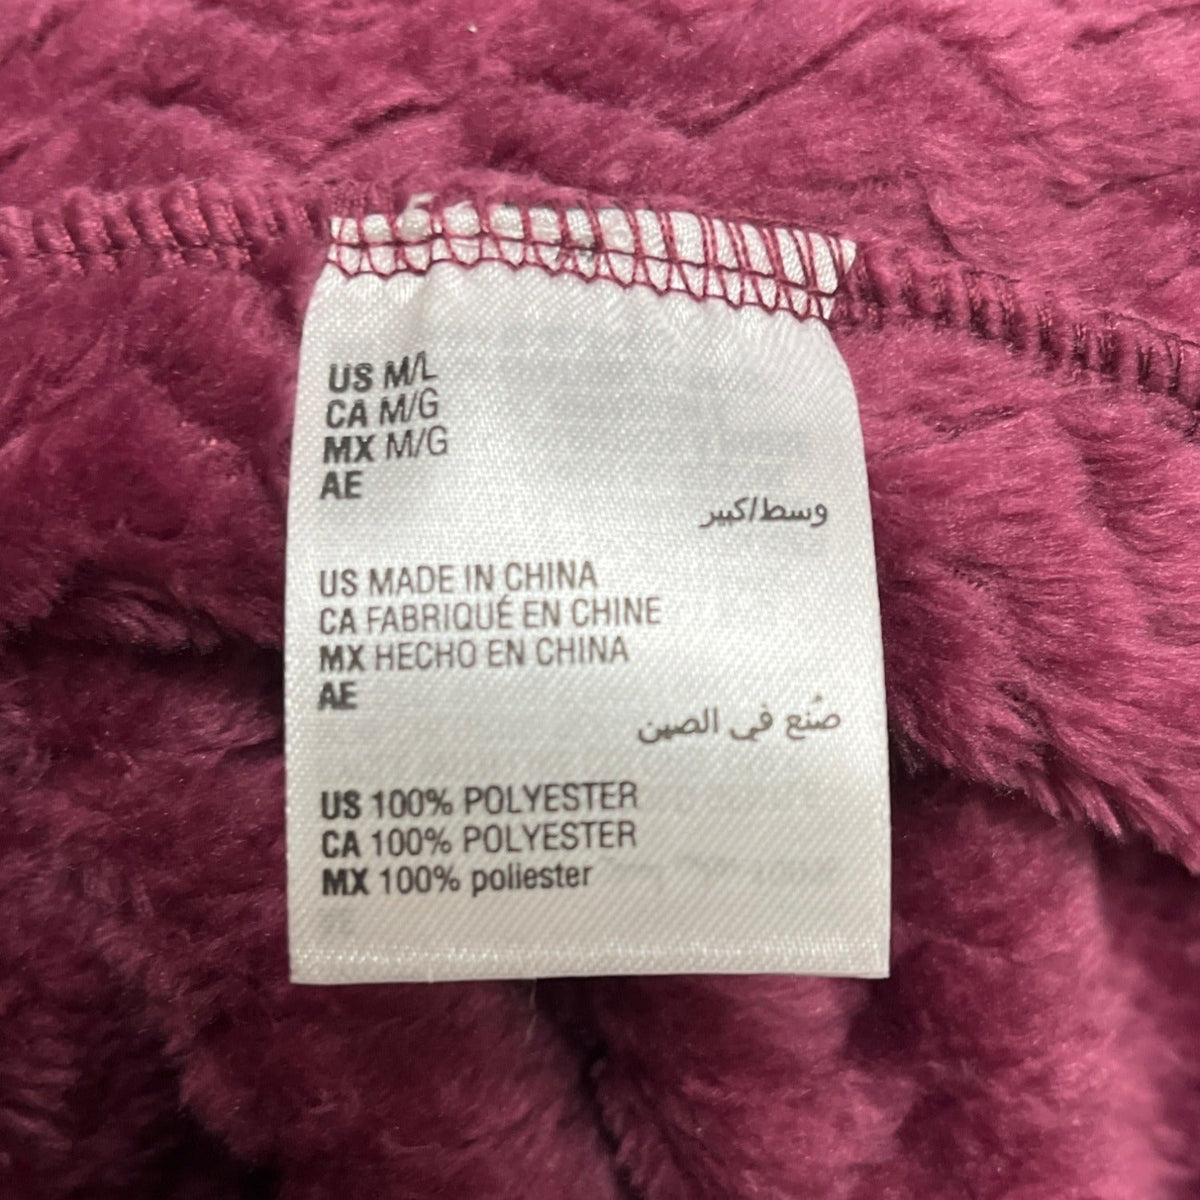 US M/L
CA M/G
MX M/G
AE
وسط/كبير
US MADE IN CHINA
CA FABRIQUÉ EN CHINE
MX HECHO EN CHINA
AE
صُنع في الصين
US 100% POLYESTER
CA 100% POLYESTER
MX 100% poliester